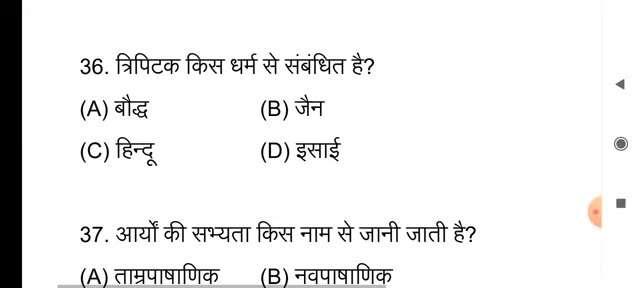 36. त्रिपिटक किस धर्म से संबंधित है?
(A) बौद्ध (B) जैन
(C) हिन्दू (D) इसाई
37. आर्यों की सभ्यता किस नाम से जानी जाती है?
(A) ताम्रपाषाणिक (B) नवपाषाणिक